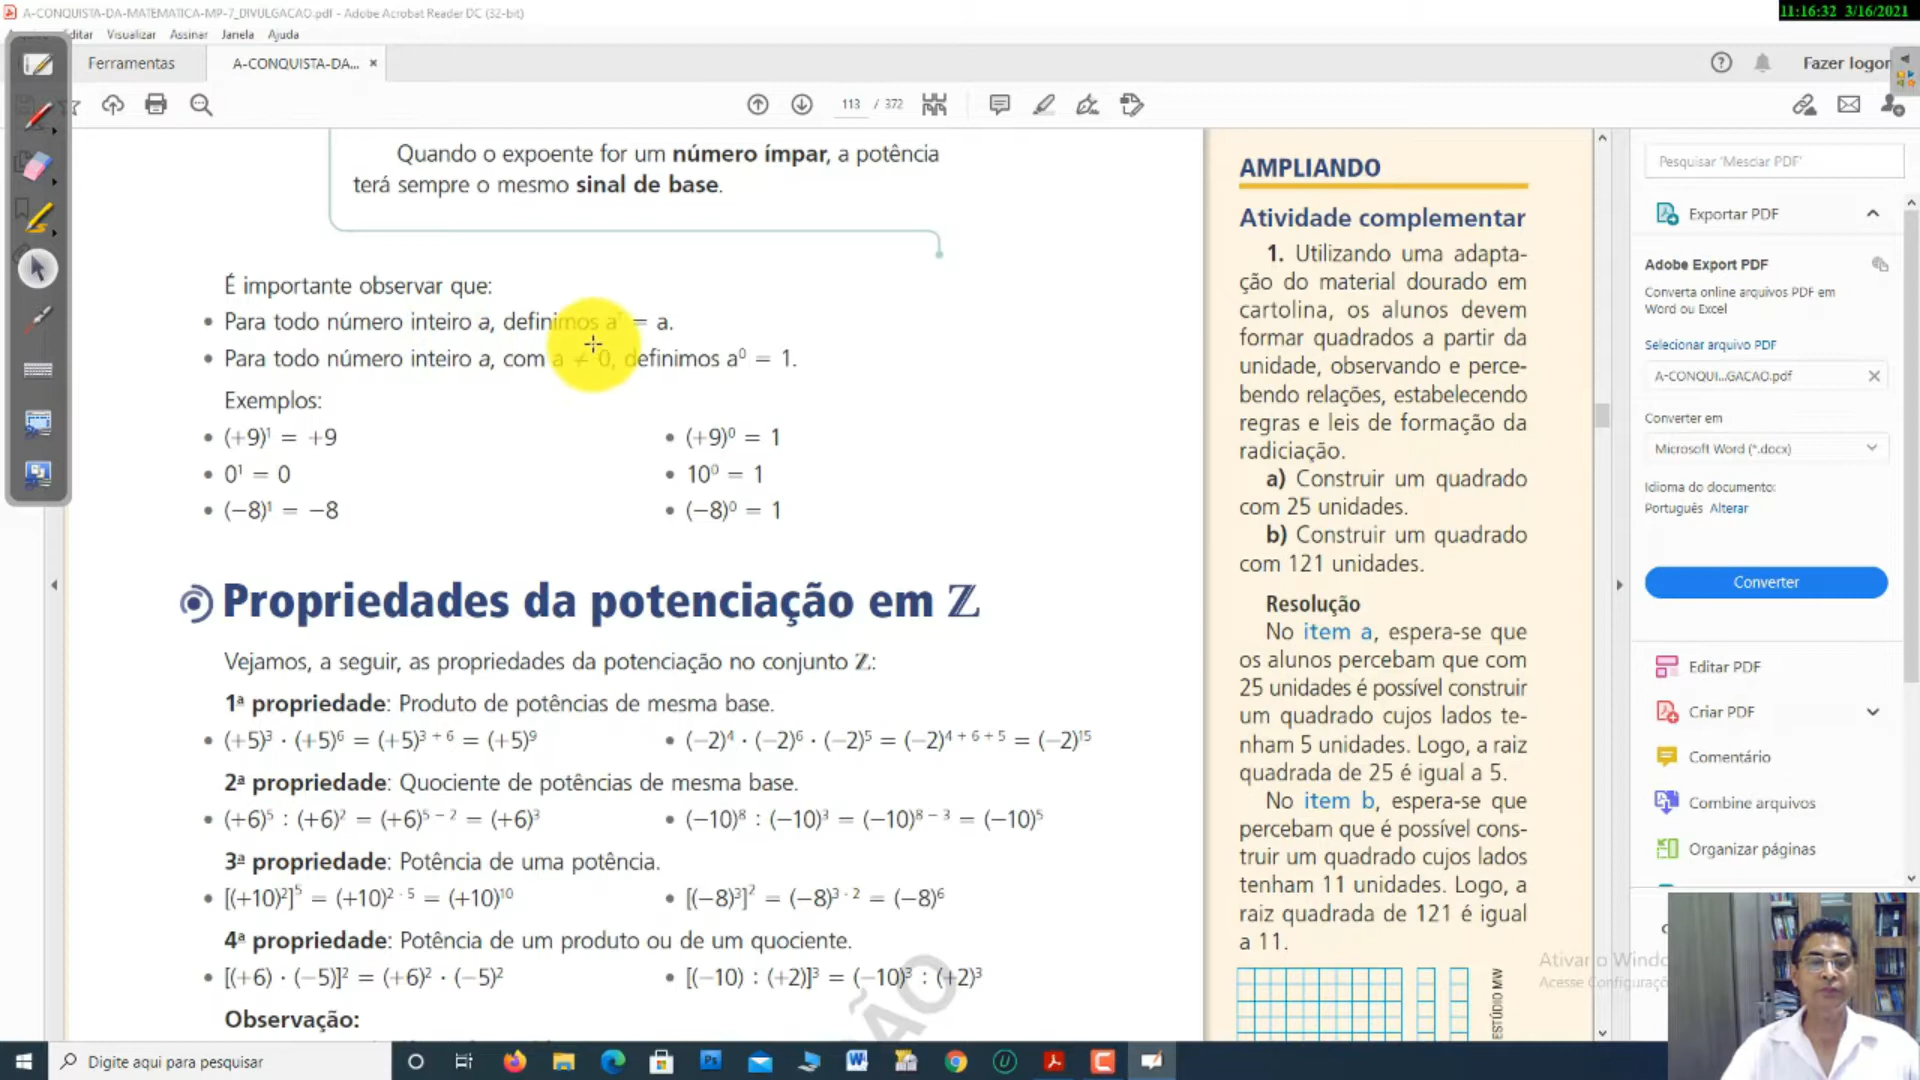 A-CONQUISTA-DA-MATEMATICA-MP-7_DIVULGACAO.pdf - Adobe Acrobat Reader DC (32-bit)
11:16:32 3/16/2021
Visualizar Assinar Janela Ajuda
Ferramentas
A-CONQUISTA-DA...
Fazer logon
113 / 372
Quando o expoente for um número ímpar, a potência
terá sempre o mesmo sinal de base.
É importante observar que:
• Para todo número inteiro a, definimos a¹ = a.
• Para todo número inteiro a, com a ≠ 0, definimos a⁰ = 1.
Exemplos:
• (+9)¹ = +9
• (+9)⁰ = 1
• 0¹ = 0
• 10⁰ = 1
• (−8)¹ = −8
• (−8)⁰ = 1
Propriedades da potenciação em ℤ
Vejamos, a seguir, as propriedades da potenciação no conjunto ℤ:
1ª propriedade: Produto de potências de mesma base.
• (+5)³ · (+5)⁶ = (+5)³ ⁺ ⁶ = (+5)⁹
• (−2)⁴ · (−2)⁶ · (−2)⁵ = (−2)⁴ ⁺ ⁶ ⁺ ⁵ = (−2)¹⁵
2ª propriedade: Quociente de potências de mesma base.
• (+6)⁵ : (+6)² = (+6)⁵ ⁻ ² = (+6)³
• (−10)⁸ : (−10)³ = (−10)⁸ ⁻ ³ = (−10)⁵
3ª propriedade: Potência de uma potência.
• [(+10)²]⁵ = (+10)² ˙ ⁵ = (+10)¹⁰
• [(−8)³]² = (−8)³ ˙ ² = (−8)⁶
4ª propriedade: Potência de um produto ou de um quociente.
• [(+6) · (−5)]² = (+6)² · (−5)²
• [(−10) : (+2)]³ = (−10)³ : (+2)³
Observação:
AMPLIANDO
Atividade complementar
1. Utilizando uma adapta-
ção do material dourado em
cartolina, os alunos devem
formar quadrados a partir da
unidade, observando e perce-
bendo relações, estabelecendo
regras e leis de formação da
radiciação.
a) Construir um quadrado
com 25 unidades.
b) Construir um quadrado
com 121 unidades.
Resolução
No item a, espera-se que
os alunos percebam que com
25 unidades é possível construir
um quadrado cujos lados te-
nham 5 unidades. Logo, a raiz
quadrada de 25 é igual a 5.
No item b, espera-se que
percebam que é possível cons-
truir um quadrado cujos lados
tenham 11 unidades. Logo, a
raiz quadrada de 121 é igual
a 11.
ESTÚDIO MW
Pesquisar 'Mesclar PDF'
Exportar PDF
Adobe Export PDF
Converta online arquivos PDF em
Word ou Excel
Selecionar arquivo PDF
A-CONQUI...GACAO.pdf
Converter em
Microsoft Word (*.docx)
Idioma do documento:
Português Alterar
Converter
Editar PDF
Criar PDF
Comentário
Combine arquivos
Organizar páginas
Digite aqui para pesquisar